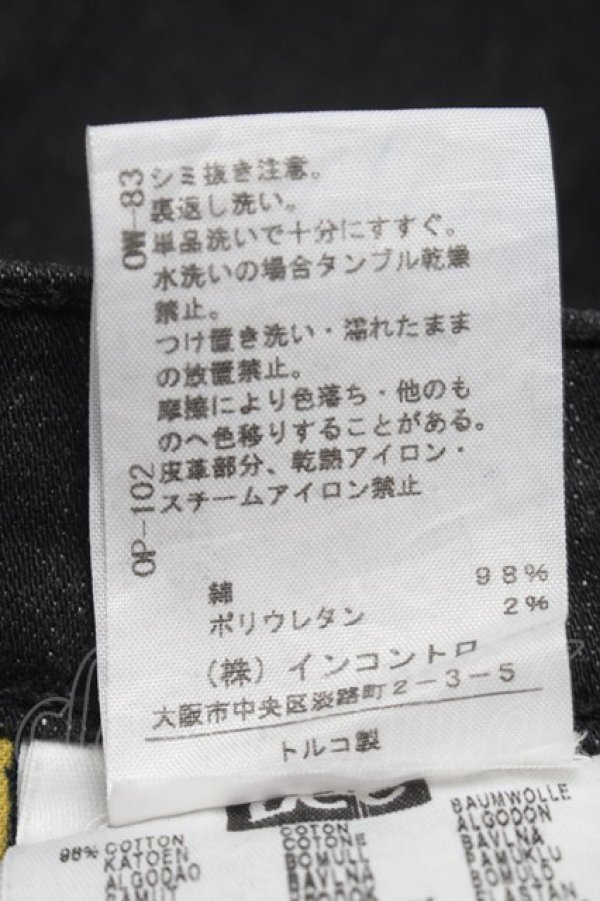 OW-83
シミ抜き注意。
裏返し洗い。
単品洗いで十分にすすぐ。
水洗いの場合タンブル乾燥
禁止。
つけ置き洗い・濡れたまま
の放置禁止。
摩擦により色落ち・他のも
のへ色移りすることがある。
OP-102
皮革部分、乾熱アイロン・
スチームアイロン禁止
綿 98%
ポリウレタン 2%
(株)インコントロ
大阪市中央区淡路町2-3-5
トルコ製
Lee
98% COTTON
KATOEN
ALGODAO
PAMUT
COTON
COTONE
BOMULL
BAVLNA
BAUMWOLLE
ALGODON
BAVLNA
PAMUKLU
BOMULD
ELASTAN